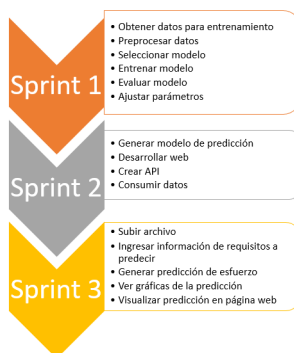 Sprint 1
• Obtener datos para entrenamiento
• Preprocesar datos
• Seleccionar modelo
• Entrenar modelo
• Evaluar modelo
• Ajustar parámetros
Sprint 2
• Generar modelo de predicción
• Desarrollar web
• Crear API
• Consumir datos
Sprint 3
• Subir archivo
• Ingresar información de requisitos a
predecir
• Generar predicción de esfuerzo
• Ver gráficas de la predicción
• Visualizar predicción en página web